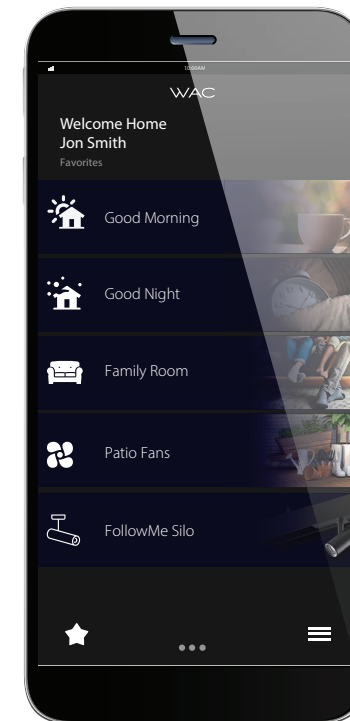 10:00AM
WAC
Welcome Home
Jon Smith
Favorites
Good Morning
Good Night
Family Room
Patio Fans
FollowMe Silo